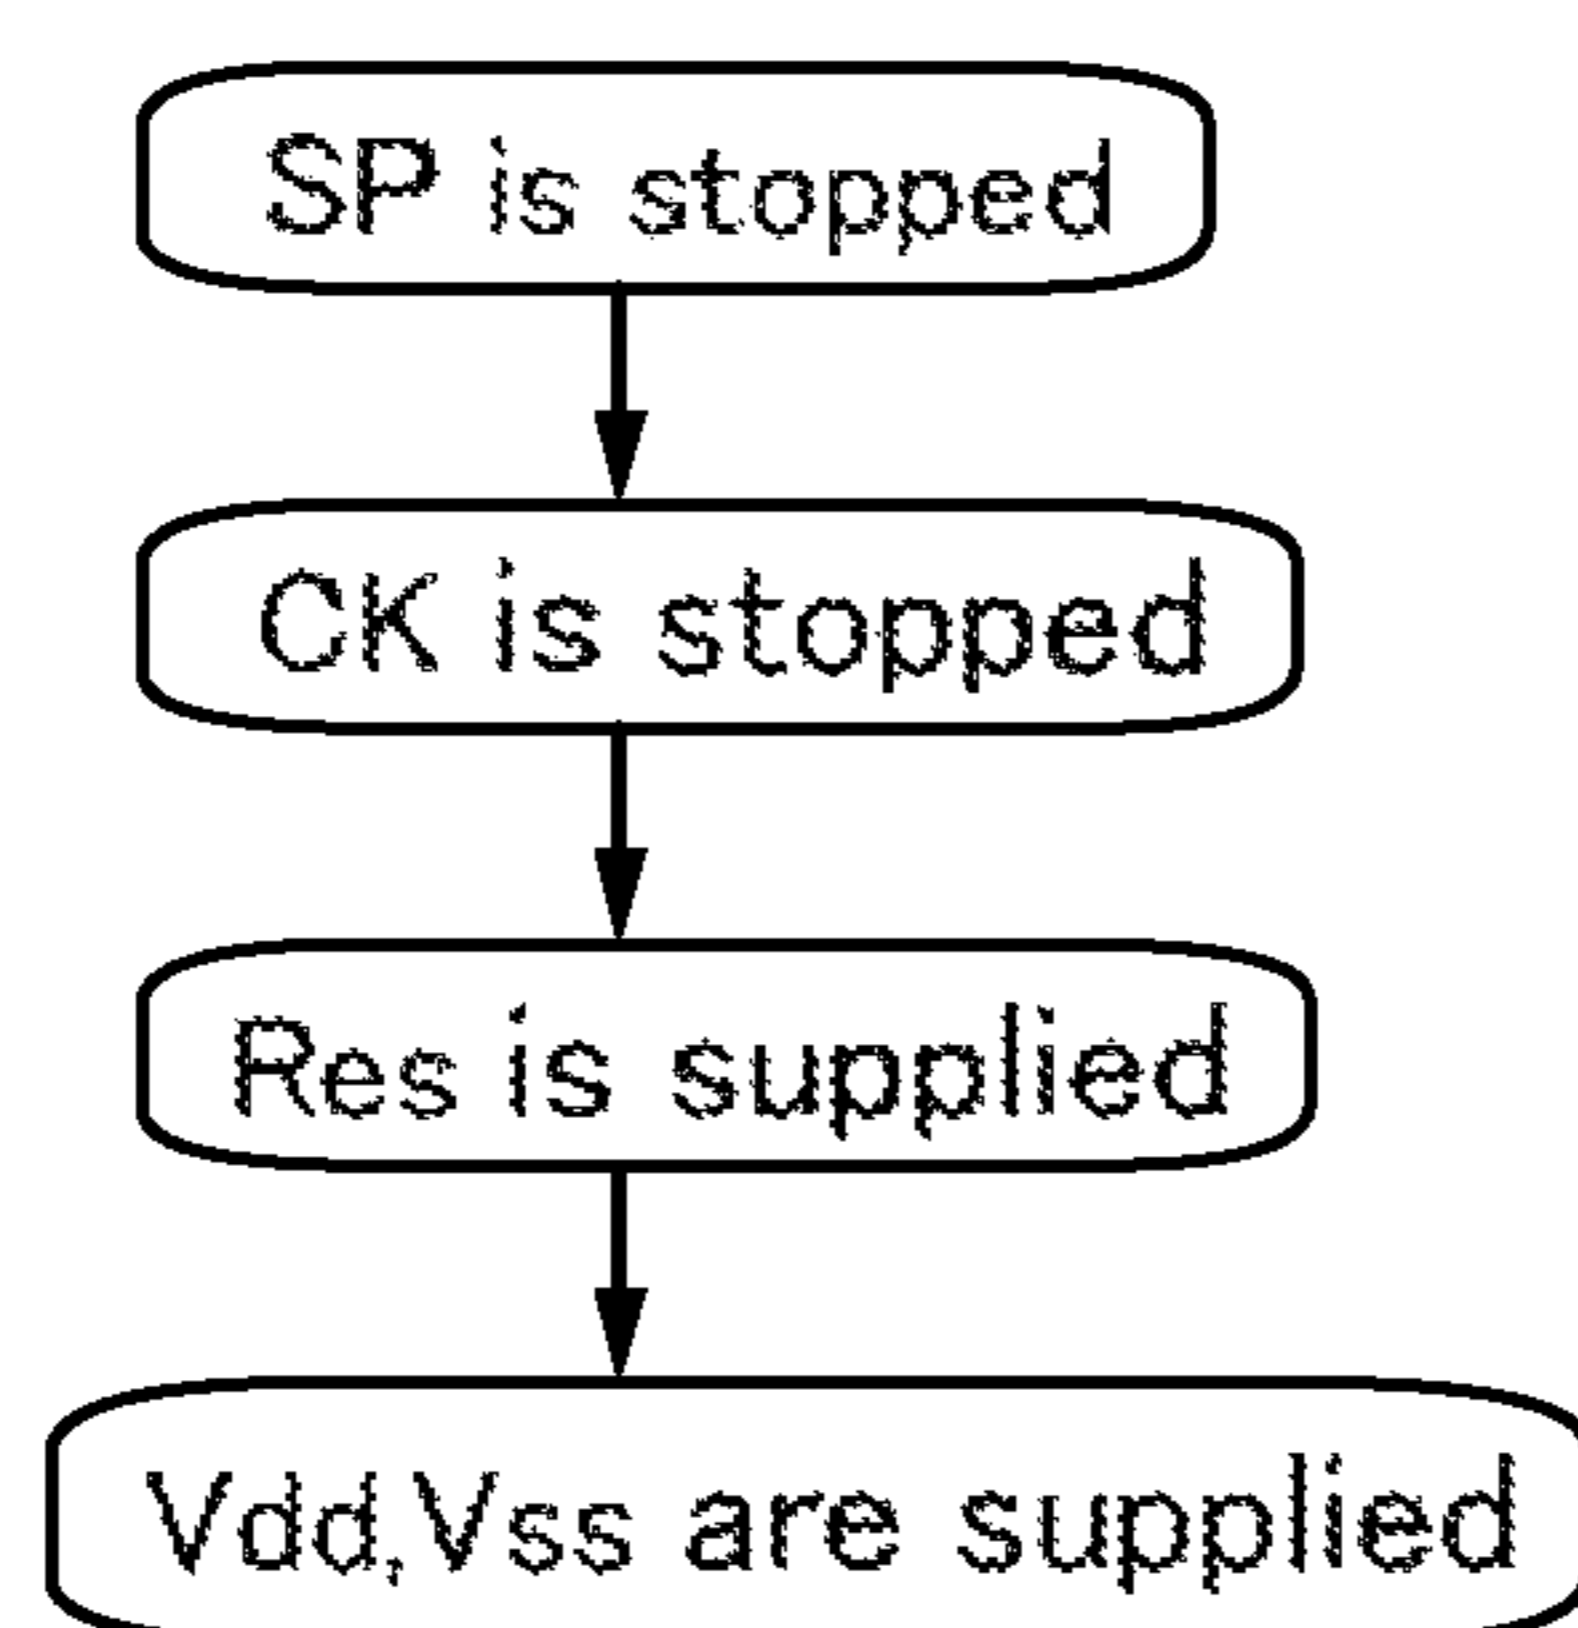 SP is stopped
CK is stopped
Res is supplied
Vdd,Vss are supplied